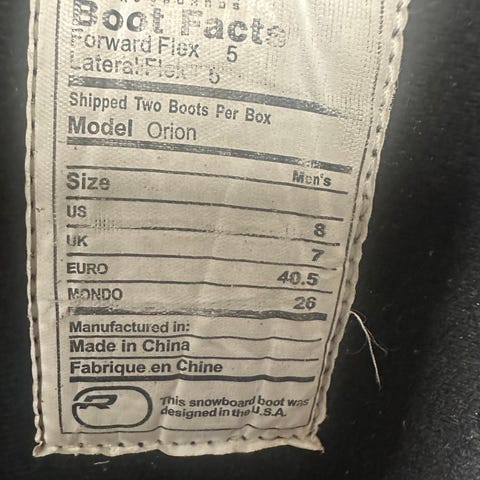 Boot Facts
Forward Flex 5
Lateral Flex 5
Shipped Two Boots Per Box
Model Orion
Size Men's
US 8
UK 7
EURO 40.5
MONDO 26
Manufactured in:
Made in China
Fabrique en Chine
R This snowboard boot was
designed in the U.S.A.